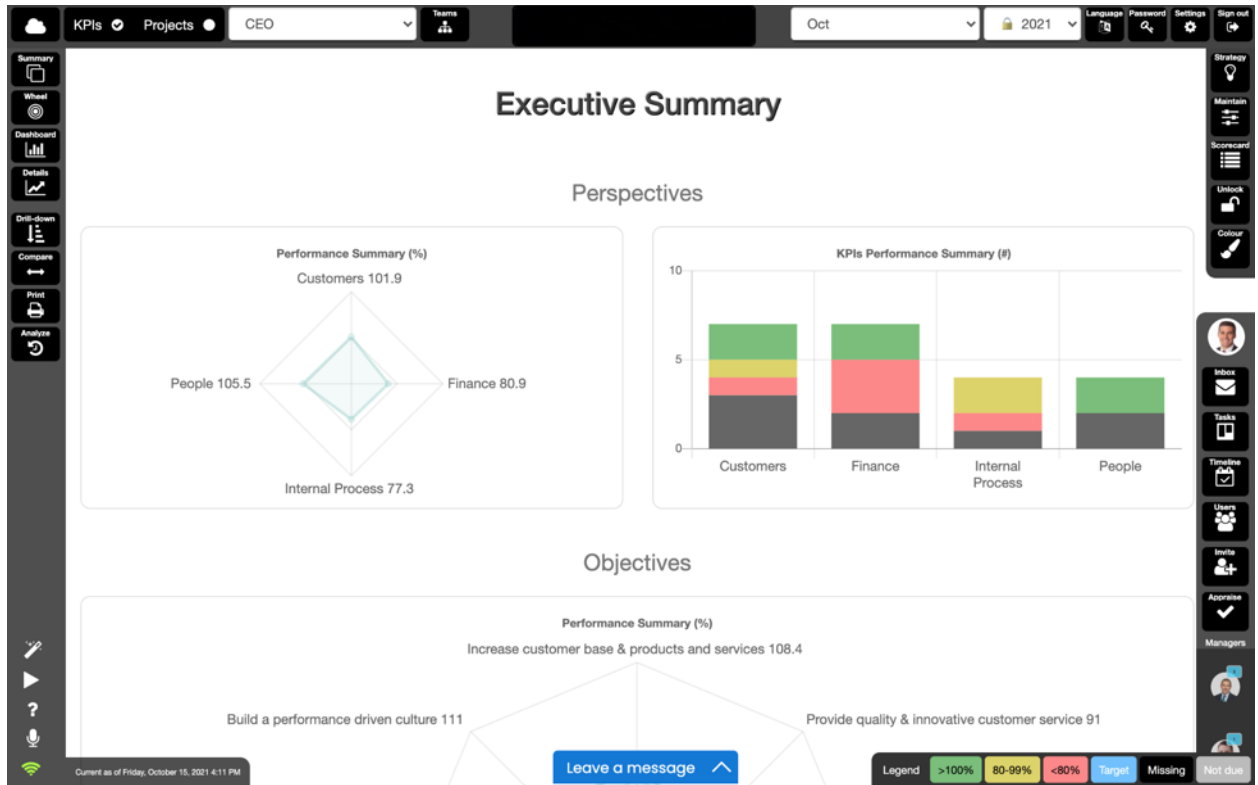 KPIs Projects CEO Teams Oct 2021 Language Password Settings Sign out
Summary
Wheel
Dashboard
Details
Drill-down
Compare
Print
Analyze
Executive Summary
Perspectives
Performance Summary (%)
Customers 101.9
People 105.5
Finance 80.9
Internal Process 77.3
KPIs Performance Summary (#)
10
5
0
Customers
Finance
Internal
Process
People
Objectives
Performance Summary (%)
Increase customer base & products and services 108.4
Build a performance driven culture 111
Provide quality & innovative customer service 91
Strategy
Maintain
Scorecard
Unlock
Colour
Inbox
Tasks
Timeline
Users
Invite
Appraise
Managers
Current as of Friday, October 15, 2021 4:11 PM
Leave a message
Legend >100% 80-99% <80% Target Missing Not due